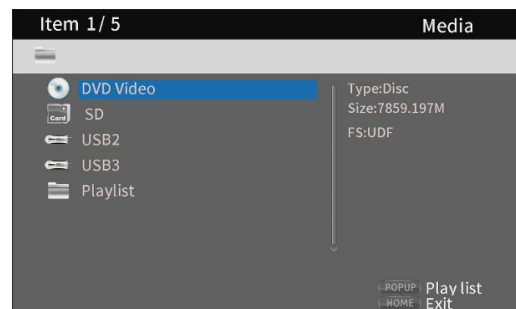 Item 1/ 5 Media
DVD Video
Card SD
USB2
USB3
Playlist
Type:Disc
Size:7859.197M
FS:UDF
POPUP Play list
HOME Exit